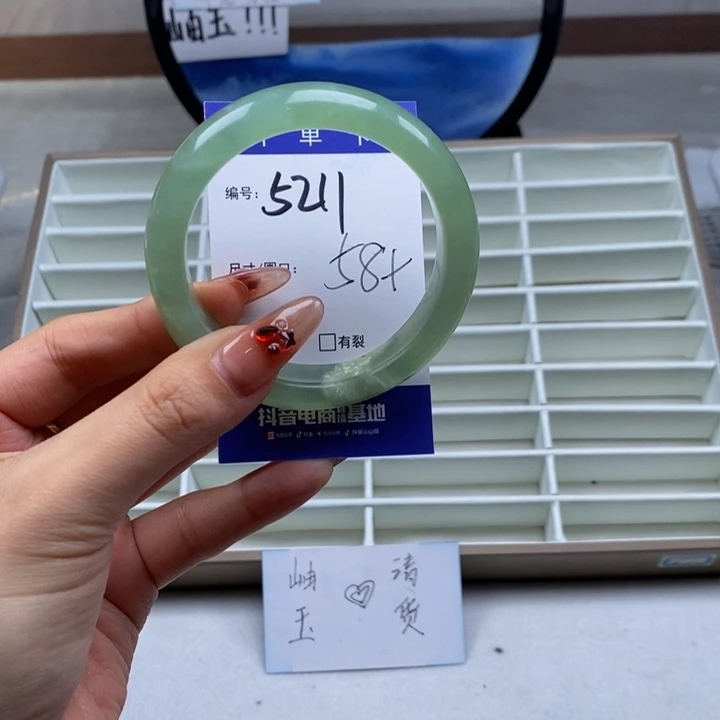 岫玉!!!
单
编号: 5211
尺寸/圈口: 58+
□有裂
抖音电商 基地
岫玉 ♡ 清货